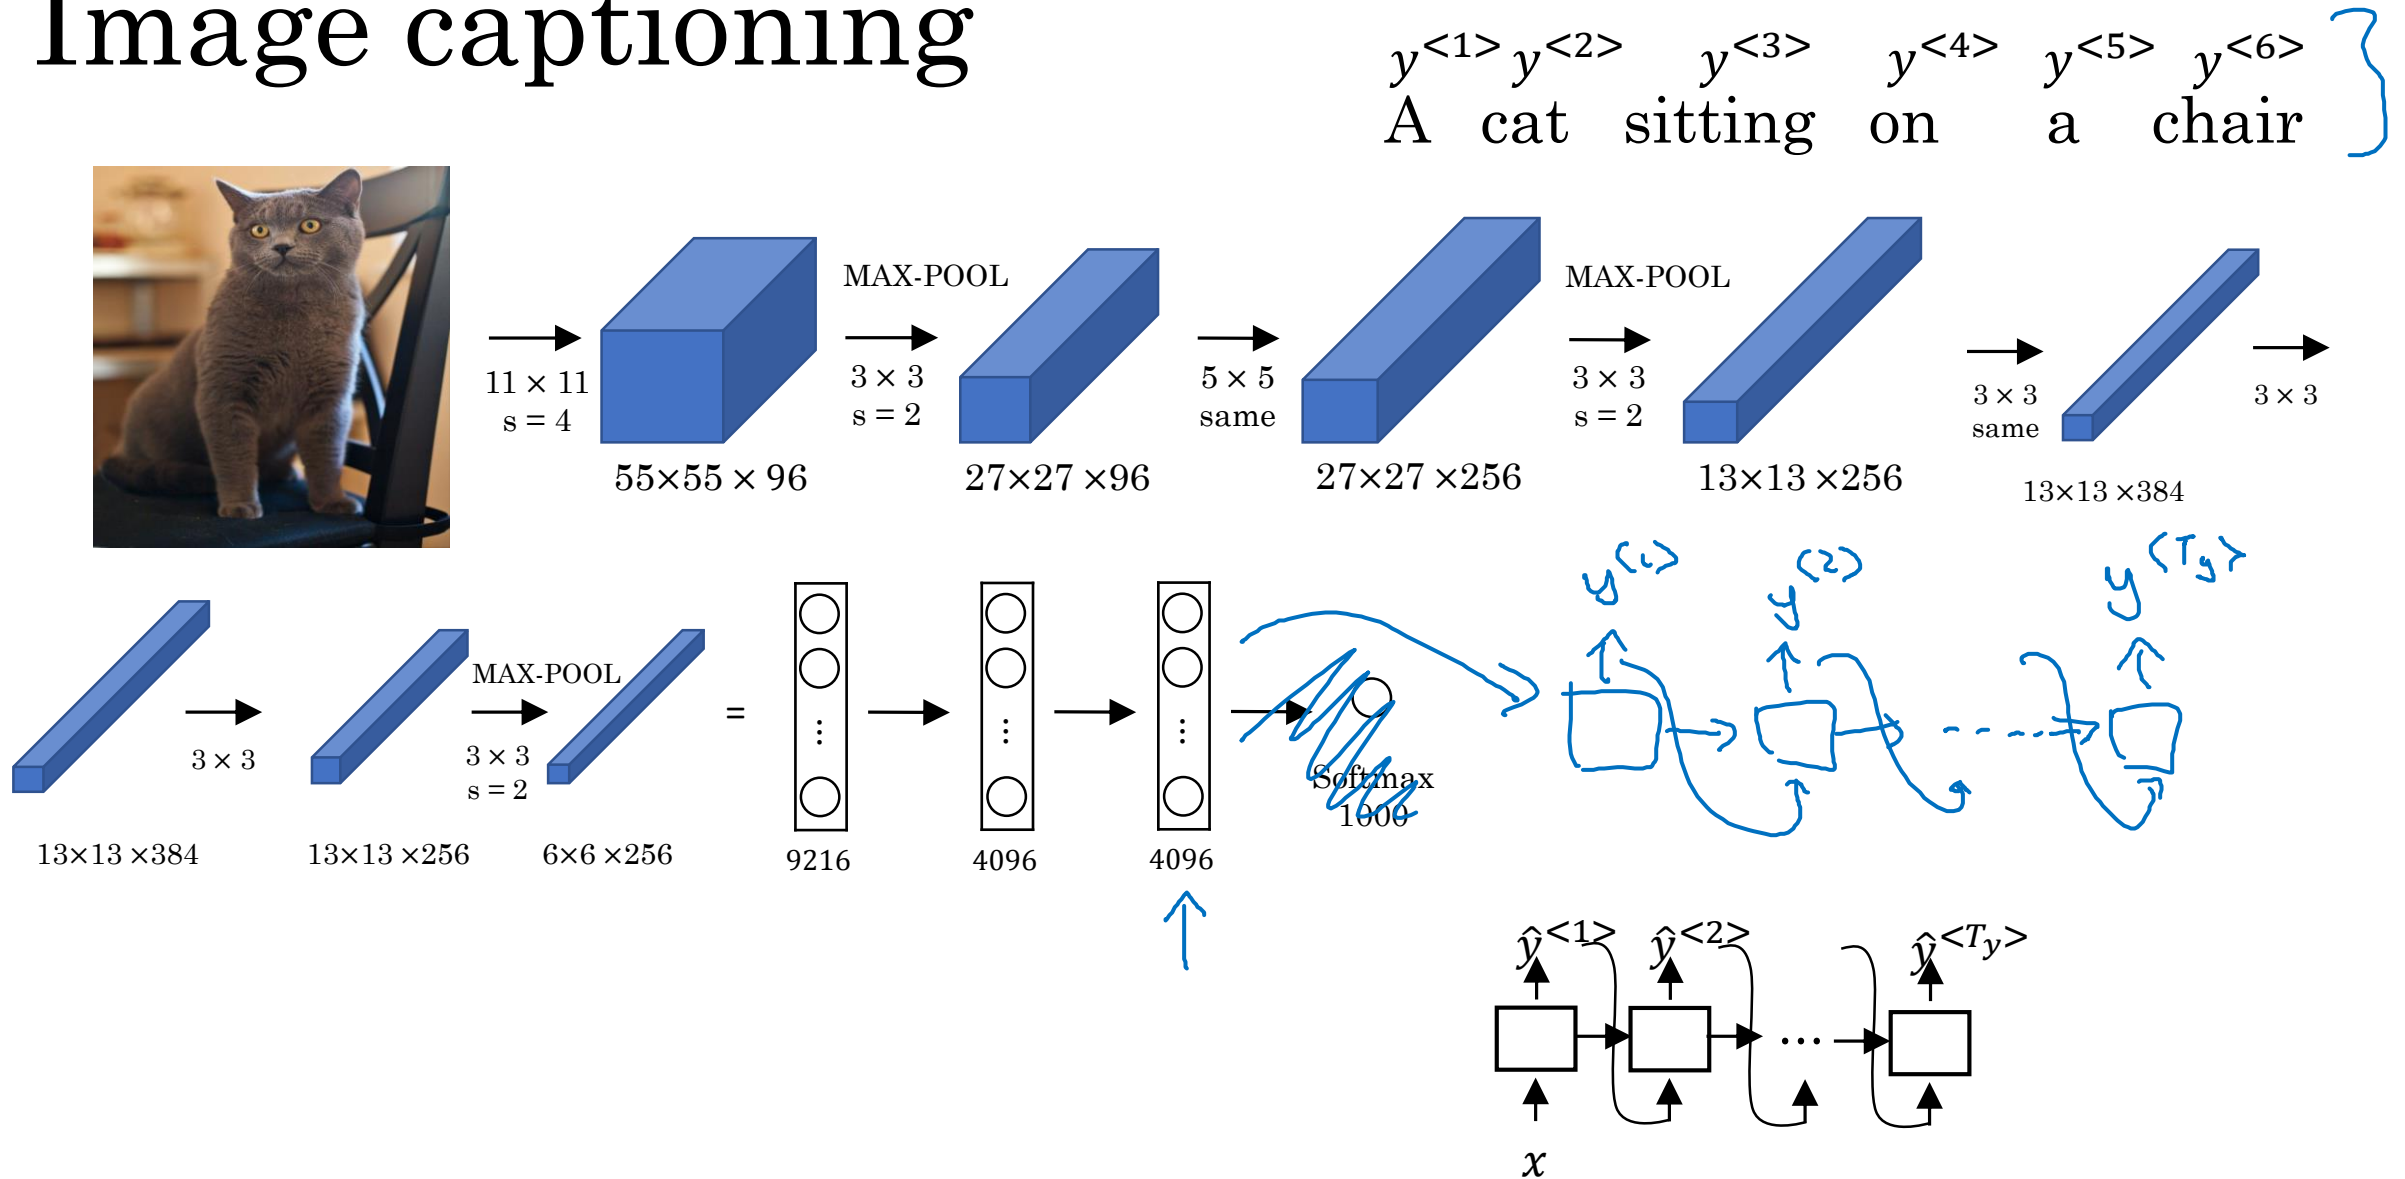 Image captioning
y<1> y<2> y<3> y<4> y<5> y<6>
A cat sitting on a chair
MAX-POOL
MAX-POOL
11 × 11
s = 4
3 × 3
s = 2
5 × 5
same
3 × 3
s = 2
3 × 3
same
3 × 3
55×55 × 96
27×27 ×96
27×27 ×256
13×13 ×256
13×13 ×384
y<1> y<2> y<Ty>
MAX-POOL
3 × 3
3 × 3
s = 2
=
Softmax
1000
13×13 ×384
13×13 ×256
6×6 ×256
9216
4096
4096
ŷ<1> ŷ<2> ŷ<Ty>
x